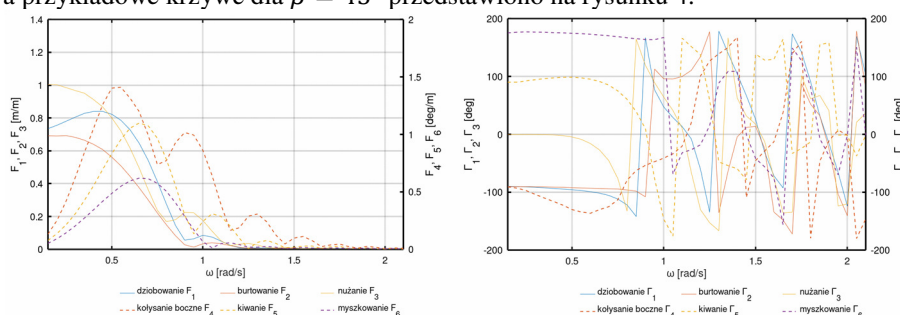 a przykładowe krzywe dla β = 45° przedstawiono na rysunku 4.
1.4
1.2
1
0.8
0.6
0.4
0.2
0
F1, F2, F3 [m/m]
2
1.5
1
0.5
0
F4, F5, F6 [deg/m]
0.5
1
1.5
2
ω [rad/s]
dziobowanie F1
burtowanie F2
nużanie F3
kołysanie boczne F4
kiwanie F5
myszkowanie F6
200
100
0
-100
-200
Γ1, Γ2, Γ3 [deg]
200
100
0
-100
-200
0.5
1
1.5
2
ω [rad/s]
dziobowanie Γ1
burtowanie Γ2
nużanie Γ3
kołysanie boczne Γ4
kiwanie Γ5
myszkowanie Γ6